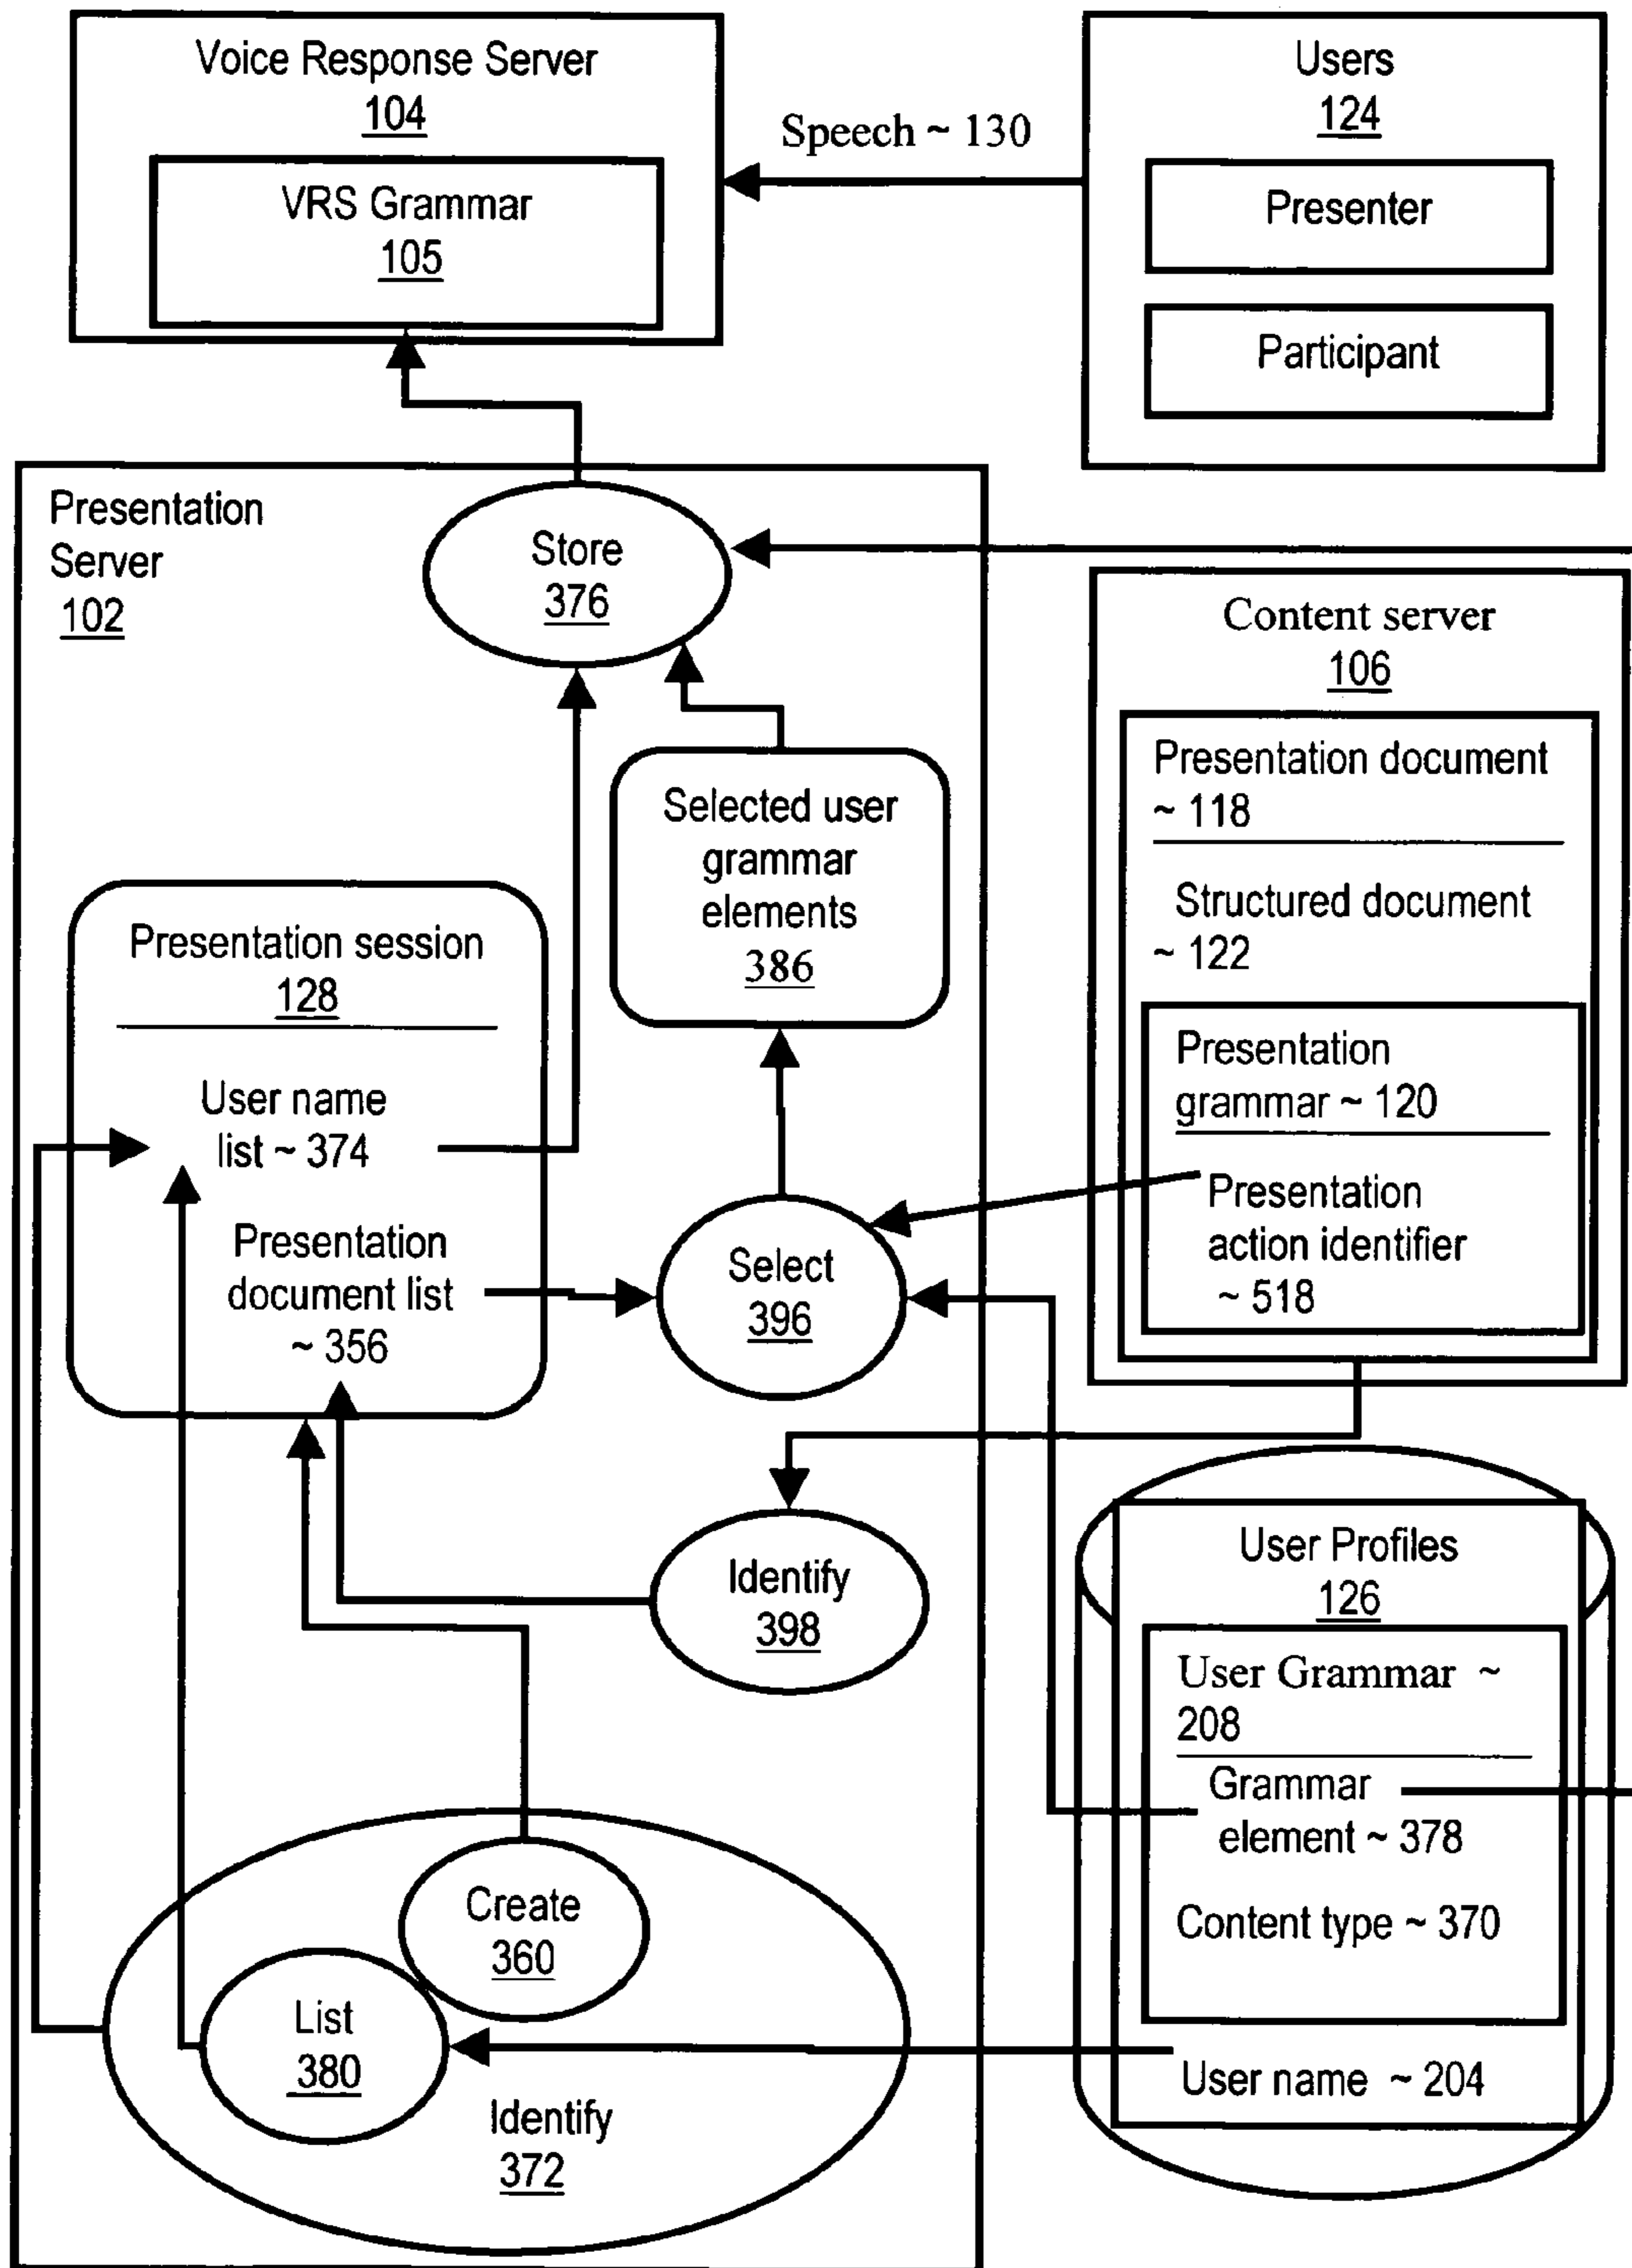 Voice Response Server
104
VRS Grammar
105
Speech ~ 130
Users
124
Presenter
Participant
Presentation
Server
102
Store
376
Selected user
grammar
elements
386
Presentation session
128
User name
list ~ 374
Presentation
document list
~ 356
Select
396
Identify
398
Create
360
List
380
Identify
372
Content server
106
Presentation document
~ 118
Structured document
~ 122
Presentation
grammar ~ 120
Presentation
action identifier
~ 518
User Profiles
126
User Grammar ~
208
Grammar
element ~ 378
Content type ~ 370
User name ~ 204